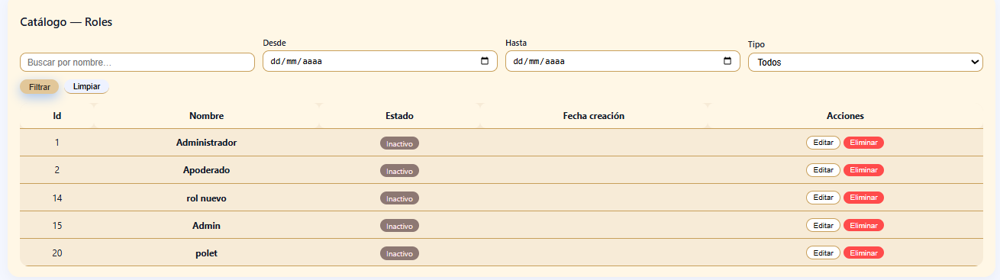 Catálogo — Roles
Desde Hasta Tipo
Buscar por nombre... dd/mm/aaaa dd/mm/aaaa Todos
Filtrar Limpiar
Id Nombre Estado Fecha creación Acciones
1 Administrador Inactivo Editar Eliminar
2 Apoderado Inactivo Editar Eliminar
14 rol nuevo Inactivo Editar Eliminar
15 Admin Inactivo Editar Eliminar
20 polet Inactivo Editar Eliminar